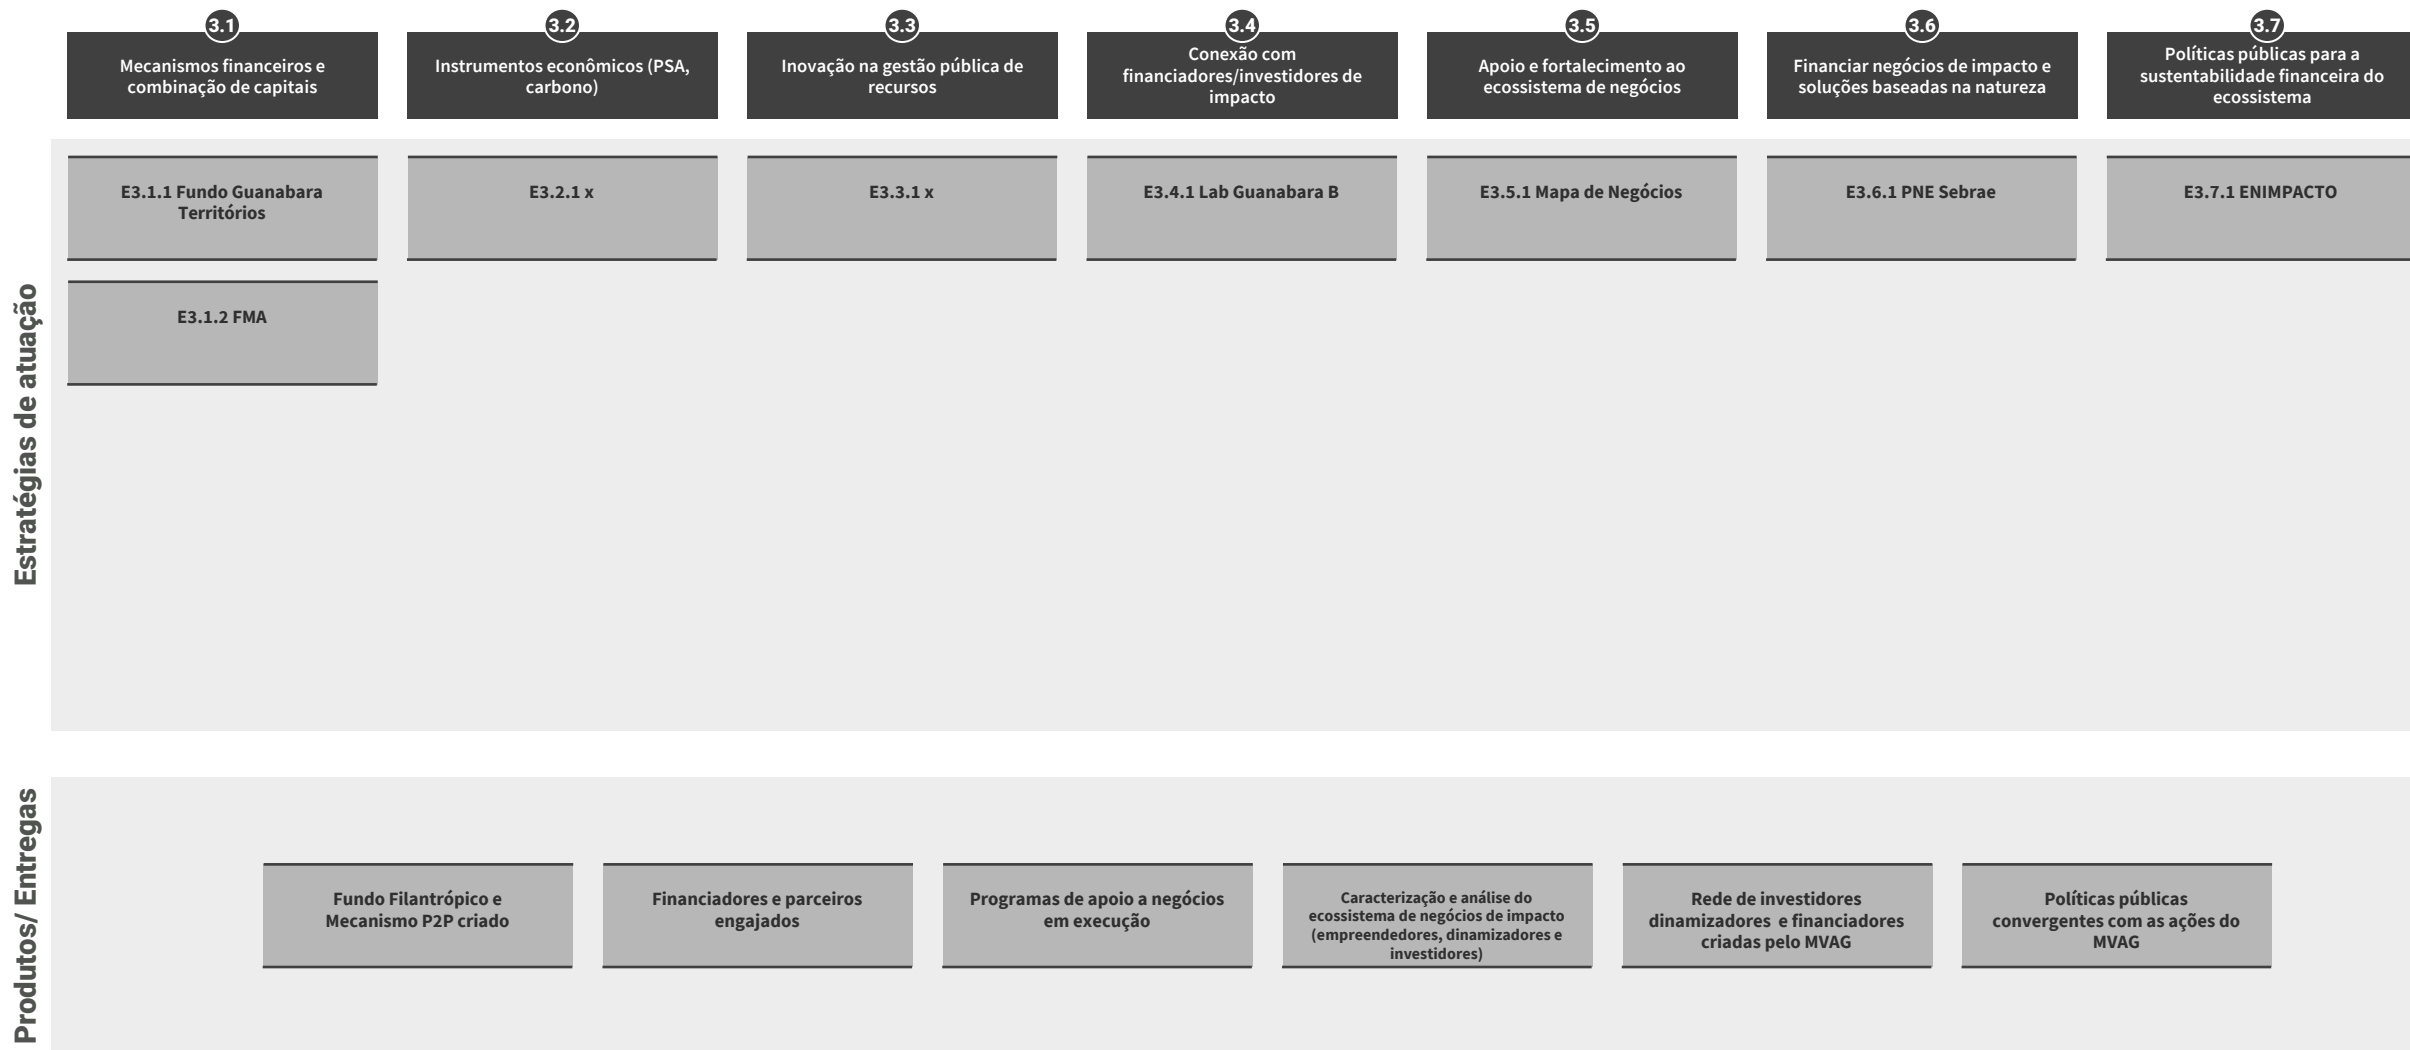 3.1
Mecanismos financeiros e
combinação de capitais
3.2
Instrumentos econômicos (PSA,
carbono)
3.3
Inovação na gestão pública de
recursos
3.4
Conexão com
financiadores/investidores de
impacto
3.5
Apoio e fortalecimento ao
ecossistema de negócios
3.6
Financiar negócios de impacto e
soluções baseadas na natureza
3.7
Políticas públicas para a
sustentabilidade financeira do
ecossistema
Estratégias de atuação
E3.1.1 Fundo Guanabara
Territórios
E3.2.1 x
E3.3.1 x
E3.4.1 Lab Guanabara B
E3.5.1 Mapa de Negócios
E3.6.1 PNE Sebrae
E3.7.1 ENIMPACTO
E3.1.2 FMA
Produtos/ Entregas
Fundo Filantrópico e
Mecanismo P2P criado
Financiadores e parceiros
engajados
Programas de apoio a negócios
em execução
Caracterização e análise do
ecossistema de negócios de impacto
(empreendedores, dinamizadores e
investidores)
Rede de investidores
dinamizadores  e financiadores
criadas pelo MVAG
Políticas públicas
convergentes com as ações do
MVAG